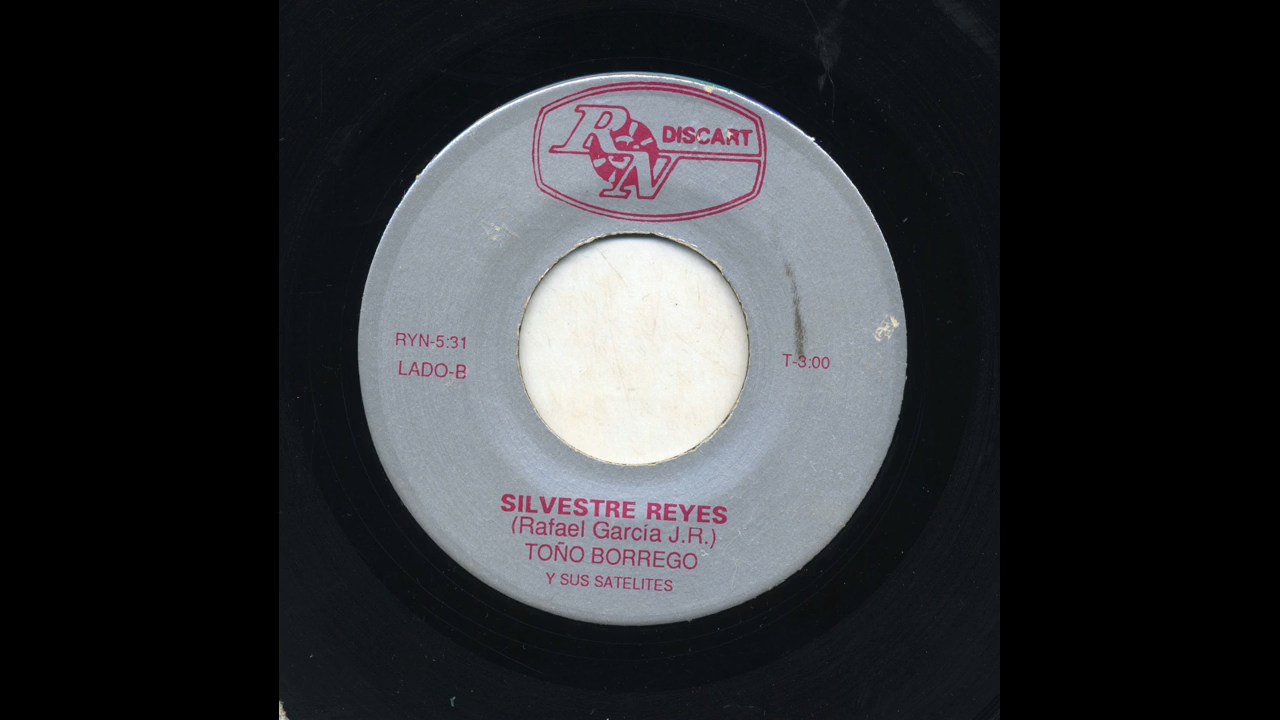 RYN
DISCART
RYN-5:31
LADO-B
T-3:00
SILVESTRE REYES
(Rafael García J.R.)
TOÑO BORREGO
Y SUS SATELITES